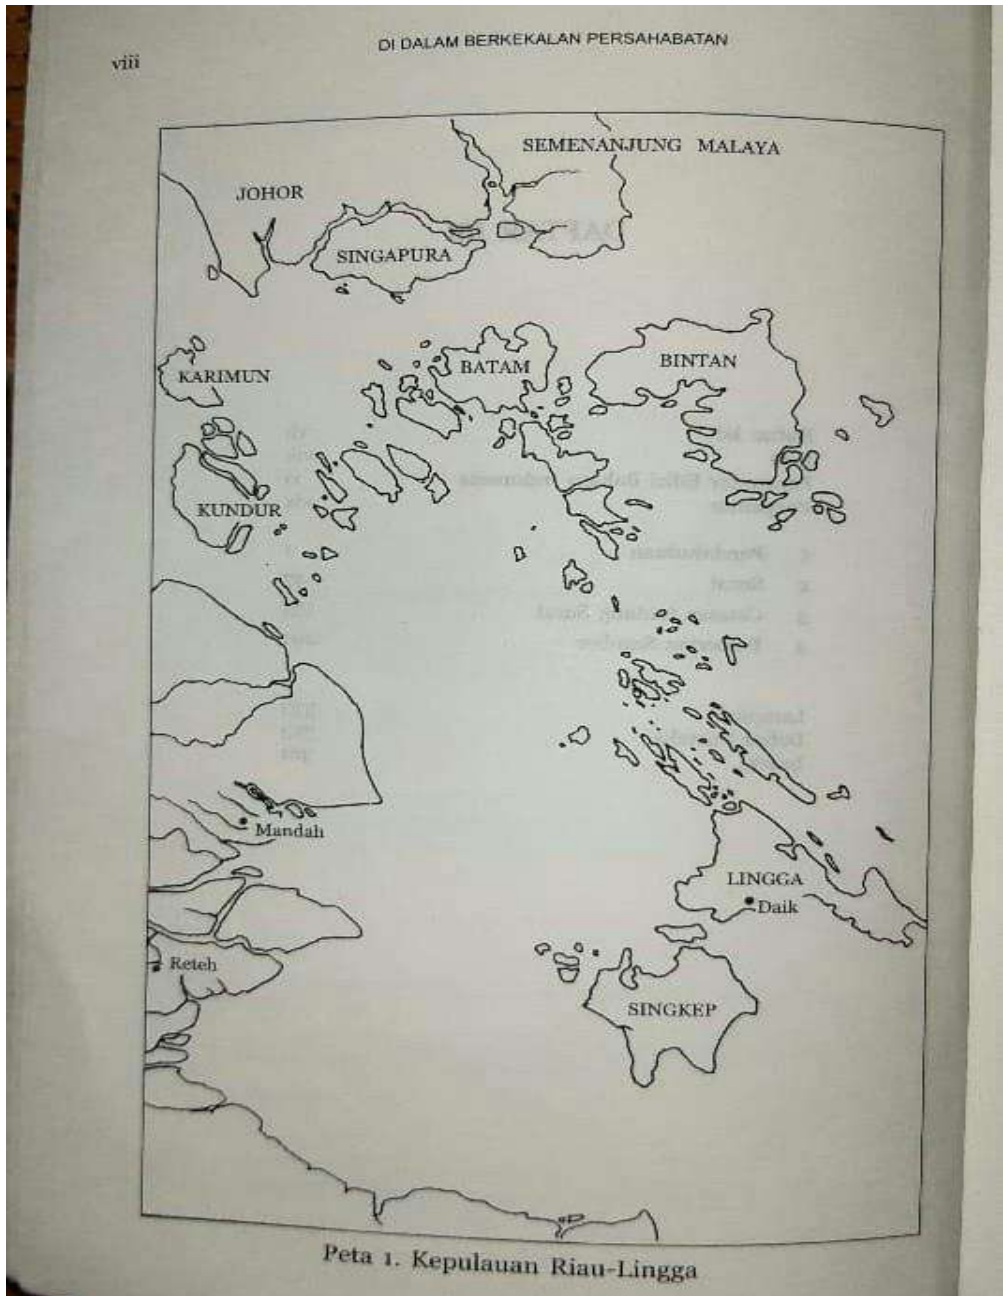 viii
DI DALAM BERKEKALAN PERSAHABATAN
SEMENANJUNG MALAYA
JOHOR
SINGAPURA
BATAM
BINTAN
KARIMUN
KUNDUR
Mandah
LINGGA
Daik
Reteh
SINGKEP
Peta 1. Kepulauan Riau-Lingga